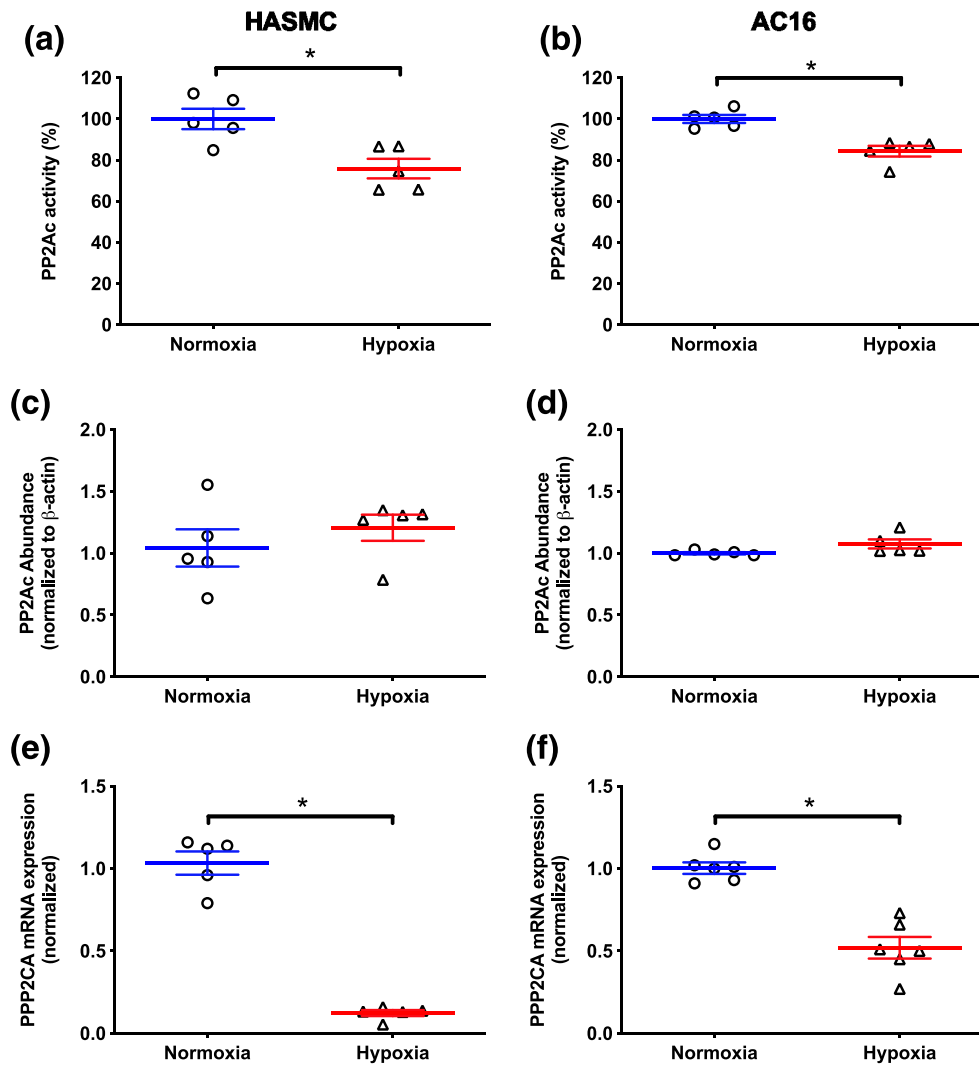 HASMC
AC16
(a)
*
120
100
80
60
40
20
0
PP2Ac activity (%)
Normoxia
Hypoxia
(b)
*
120
100
80
60
40
20
0
PP2Ac activity (%)
Normoxia
Hypoxia
(c)
2.0
1.5
1.0
0.5
0.0
PP2Ac Abundance
(normalized to β-actin)
Normoxia
Hypoxia
(d)
2.0
1.5
1.0
0.5
0.0
PP2Ac Abundance
(normalized to β-actin)
Normoxia
Hypoxia
(e)
*
1.5
1.0
0.5
0.0
PPP2CA mRNA expression
(normalized)
Normoxia
Hypoxia
(f)
*
1.5
1.0
0.5
0.0
PPP2CA mRNA expression
(normalized)
Normoxia
Hypoxia